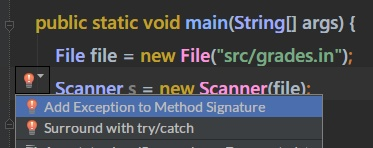 public static void main(String[] args) {
File file = new File("src/grades.in");
Scanner s = new Scanner(file);
Add Exception to Method Signature
Surround with try/catch